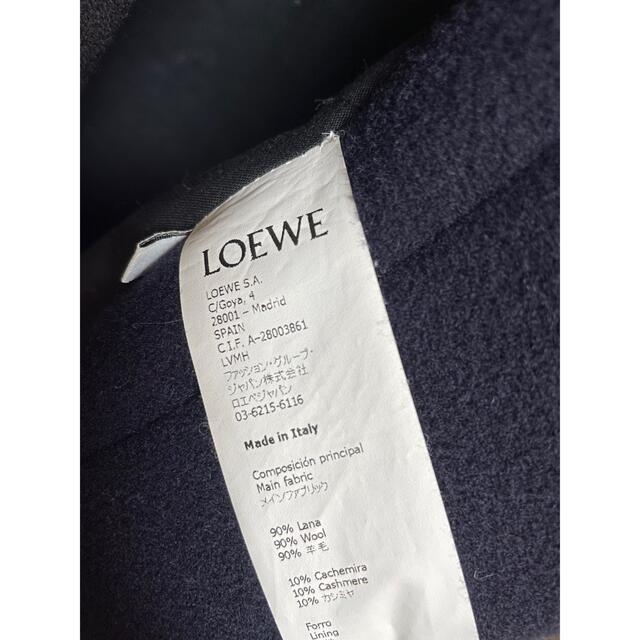 LOEWE
LOEWE S.A.
C/Goya, 4
28001 – Madrid
SPAIN
C.I.F. A-28003861
LVMH
ファッション・グループ・
ジャパン株式会社
ロエベジャパン
03-6215-6116
Made in Italy
Composición principal
Main fabric
メインファブリック
90% Lana
90% Wool
90% 羊毛
10% Cachemira
10% Cashmere
10% カシミヤ
Forro
Lining